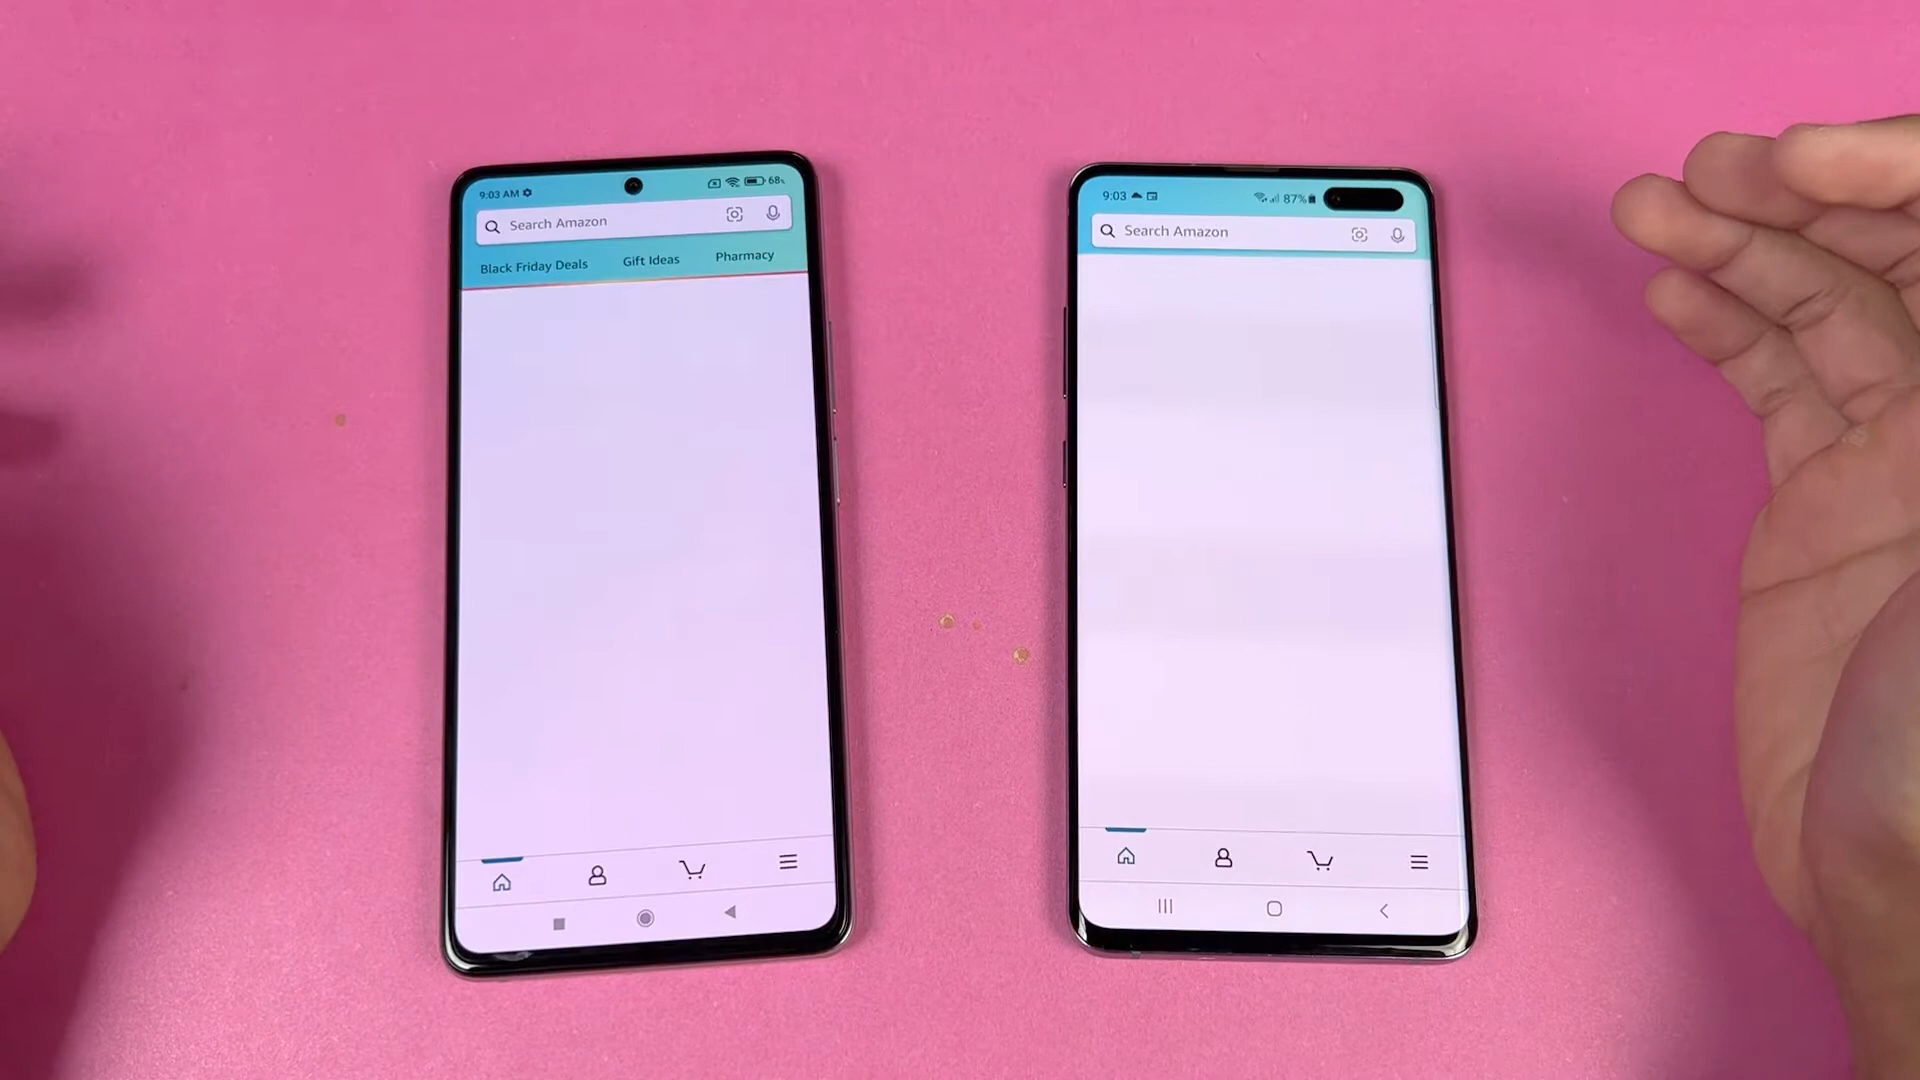 9:03 AM
68%
Search Amazon
Black Friday Deals
Gift Ideas
Pharmacy
9:03
87%
Search Amazon